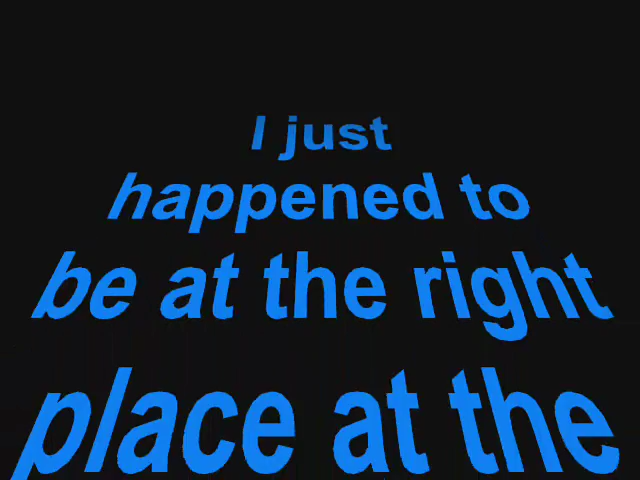 I just
happened to
be at the right
place at the